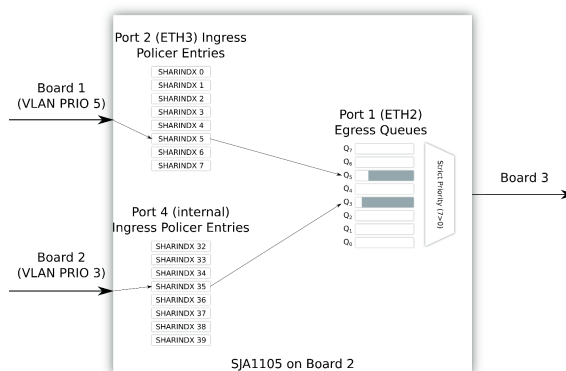 Port 2 (ETH3) Ingress
Policer Entries
SHARINDX 0
SHARINDX 1
SHARINDX 2
SHARINDX 3
SHARINDX 4
SHARINDX 5
SHARINDX 6
SHARINDX 7
Board 1
(VLAN PRIO 5)
Port 4 (internal)
Ingress Policer Entries
SHARINDX 32
SHARINDX 33
SHARINDX 34
SHARINDX 35
SHARINDX 36
SHARINDX 37
SHARINDX 38
SHARINDX 39
Board 2
(VLAN PRIO 3)
Port 1 (ETH2)
Egress Queues
Q7
Q6
Q5
Q4
Q3
Q2
Q1
Q0
Strict Priority (7>0)
Board 3
SJA1105 on Board 2